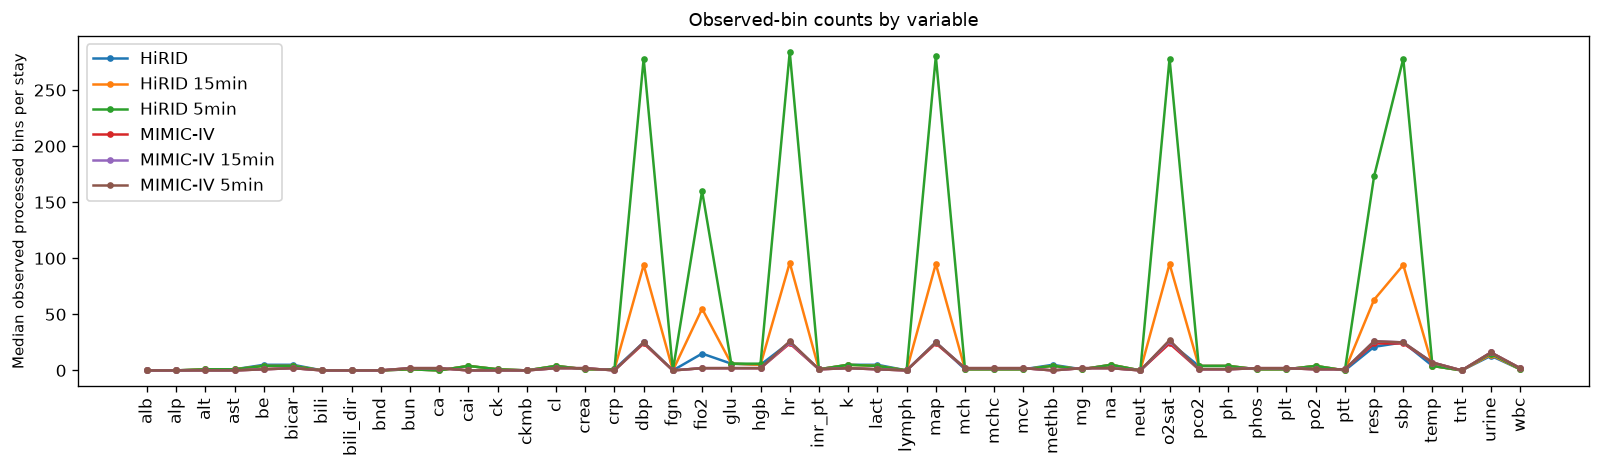 Observed-bin counts by variable
Median observed processed bins per stay
250
200
150
100
50
0
HiRID
HiRID 15min
HiRID 5min
MIMIC-IV
MIMIC-IV 15min
MIMIC-IV 5min
alb
alp
alt
ast
be
bicar
bili
bili_dir
bnd
bun
ca
cai
ck
ckmb
cl
crea
crp
dbp
fgn
fio2
glu
hgb
hr
inr_pt
k
lact
lymph
map
mch
mchc
mcv
methb
mg
na
neut
o2sat
pco2
ph
phos
plt
po2
ptt
resp
sbp
temp
tnt
urine
wbc